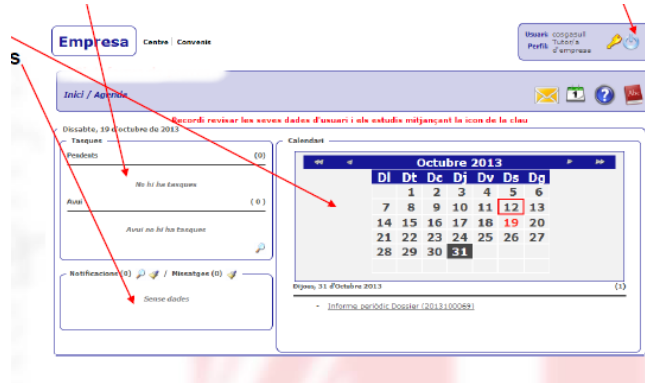 Empresa Centre Convenis
Usuari: ccogasull
Perfil: Tutor/a d'empresa
s
Inici / Agenda
Recordi revisar les seves dades d'usuari i els estudis mitjançant la icon de la clau
Dissabte, 19 d'octubre de 2013
Tasques
Pendents (0)
No hi ha tasques
Avui (0)
Avui no hi ha tasques
Notificacions (0) / Missatges (0)
Sense dades
Calendari
Octubre 2013
Dl Dt Dc Dj Dv Ds Dg
1 2 3 4 5 6
7 8 9 10 11 12 13
14 15 16 17 18 19 20
21 22 23 24 25 26 27
28 29 30 31
Dijous, 31 d'Octubre 2013 (1)
- Informe periòdic Dossier (2013100069)